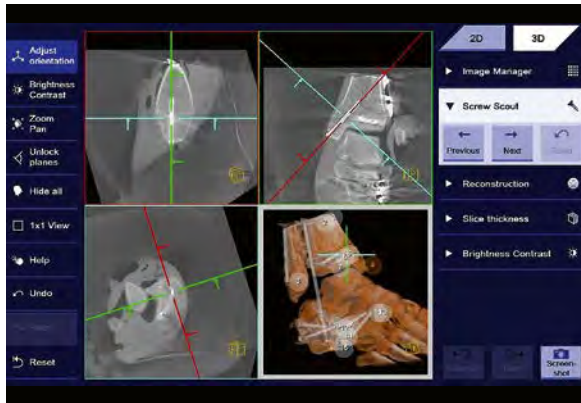 Adjust
orientation
Brightness
Contrast
Zoom
Pan
Unlock
planes
Hide all
1x1 View
Help
Undo
Reset
2D
3D
Image Manager
Screw Scout
Previous
Next
Reconstruction
Slice thickness
Brightness Contrast
Screen-
shot